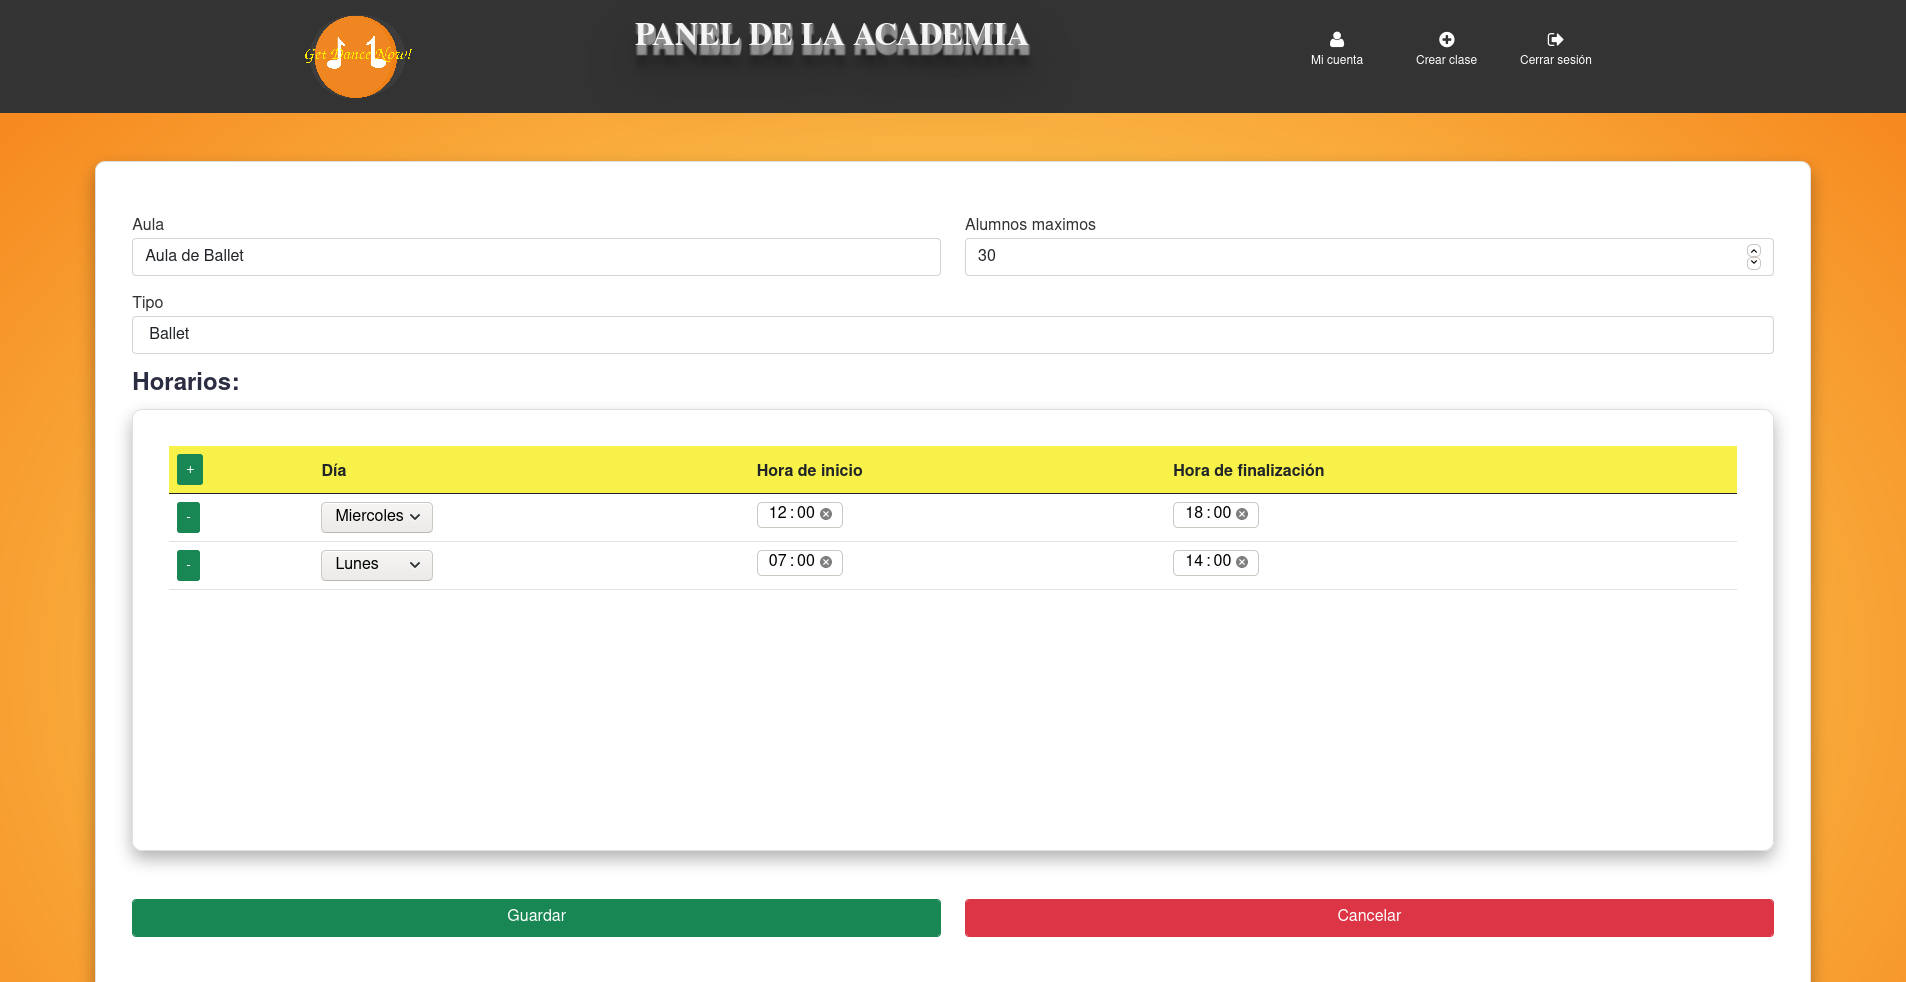 Get Dance Now!
PANEL DE LA ACADEMIA
Mi cuenta
Crear clase
Cerrar sesión
Aula
Alumnos maximos
Aula de Ballet
30
Tipo
Ballet
Horarios:
+ Día Hora de inicio Hora de finalización
- Miercoles 12:00 18:00
- Lunes 07:00 14:00
Guardar
Cancelar